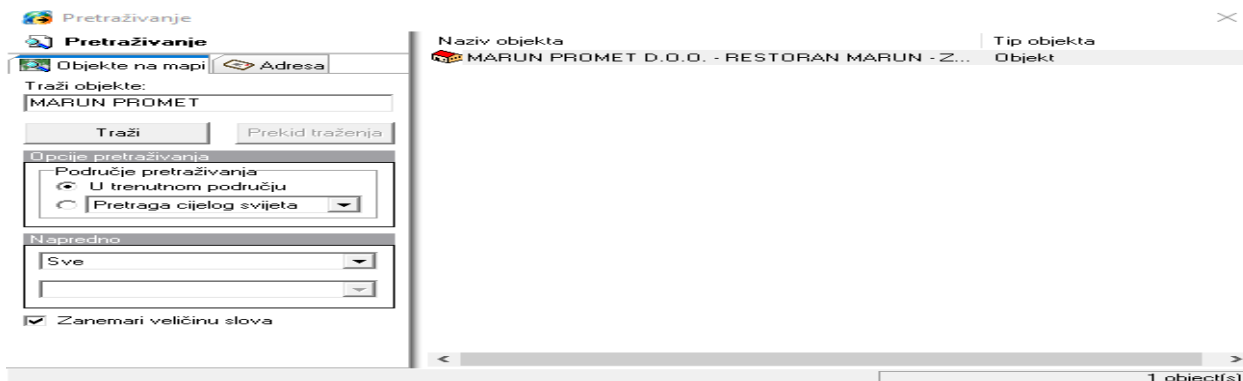 Pretraživanje
Pretraživanje
Objekte na mapi
Adresa
Traži objekte:
MARUN PROMET
Traži
Prekid traženja
Opcije pretraživanja
Područje pretraživanja
U trenutnom području
Pretraga cijelog svijeta
Napredno
Sve
Zanemari veličinu slova
Naziv objekta
Tip objekta
MARUN PROMET D.O.O. - RESTORAN MARUN - Z...
Objekt
1 object(s)